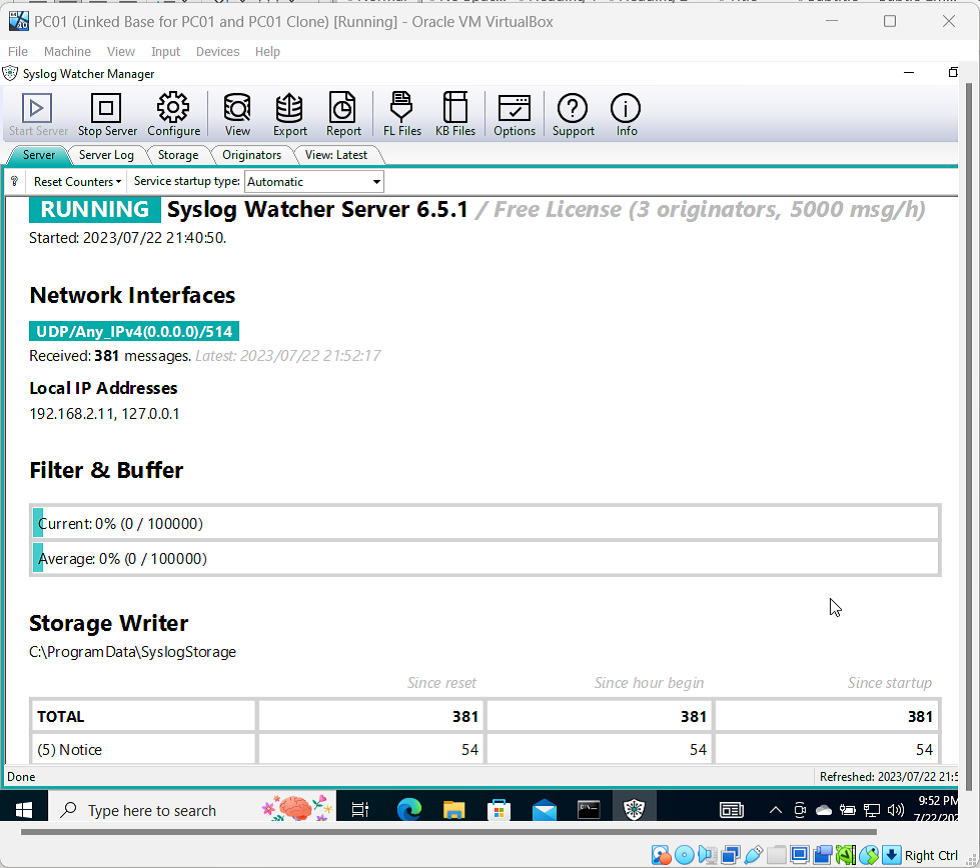 PC01 (Linked Base for PC01 and PC01 Clone) [Running] - Oracle VM VirtualBox
File Machine View Input Devices Help
Syslog Watcher Manager
Start Server Stop Server Configure View Export Report FL Files KB Files Options Support Info
Server Server Log Storage Originators View: Latest
? Reset Counters Service startup type: Automatic
RUNNING Syslog Watcher Server 6.5.1 / Free License (3 originators, 5000 msg/h)
Started: 2023/07/22 21:40:50.
Network Interfaces
UDP/Any_IPv4(0.0.0.0)/514
Received: 381 messages. Latest: 2023/07/22 21:52:17
Local IP Addresses
192.168.2.11, 127.0.0.1
Filter & Buffer
Current: 0% (0 / 100000)
Average: 0% (0 / 100000)
Storage Writer
C:\ProgramData\SyslogStorage
Since reset Since hour begin Since startup
TOTAL 381 381 381
(5) Notice 54 54 54
Done Refreshed: 2023/07/22 21:5
Type here to search 9:52 PM
7/22/202
Right Ctrl